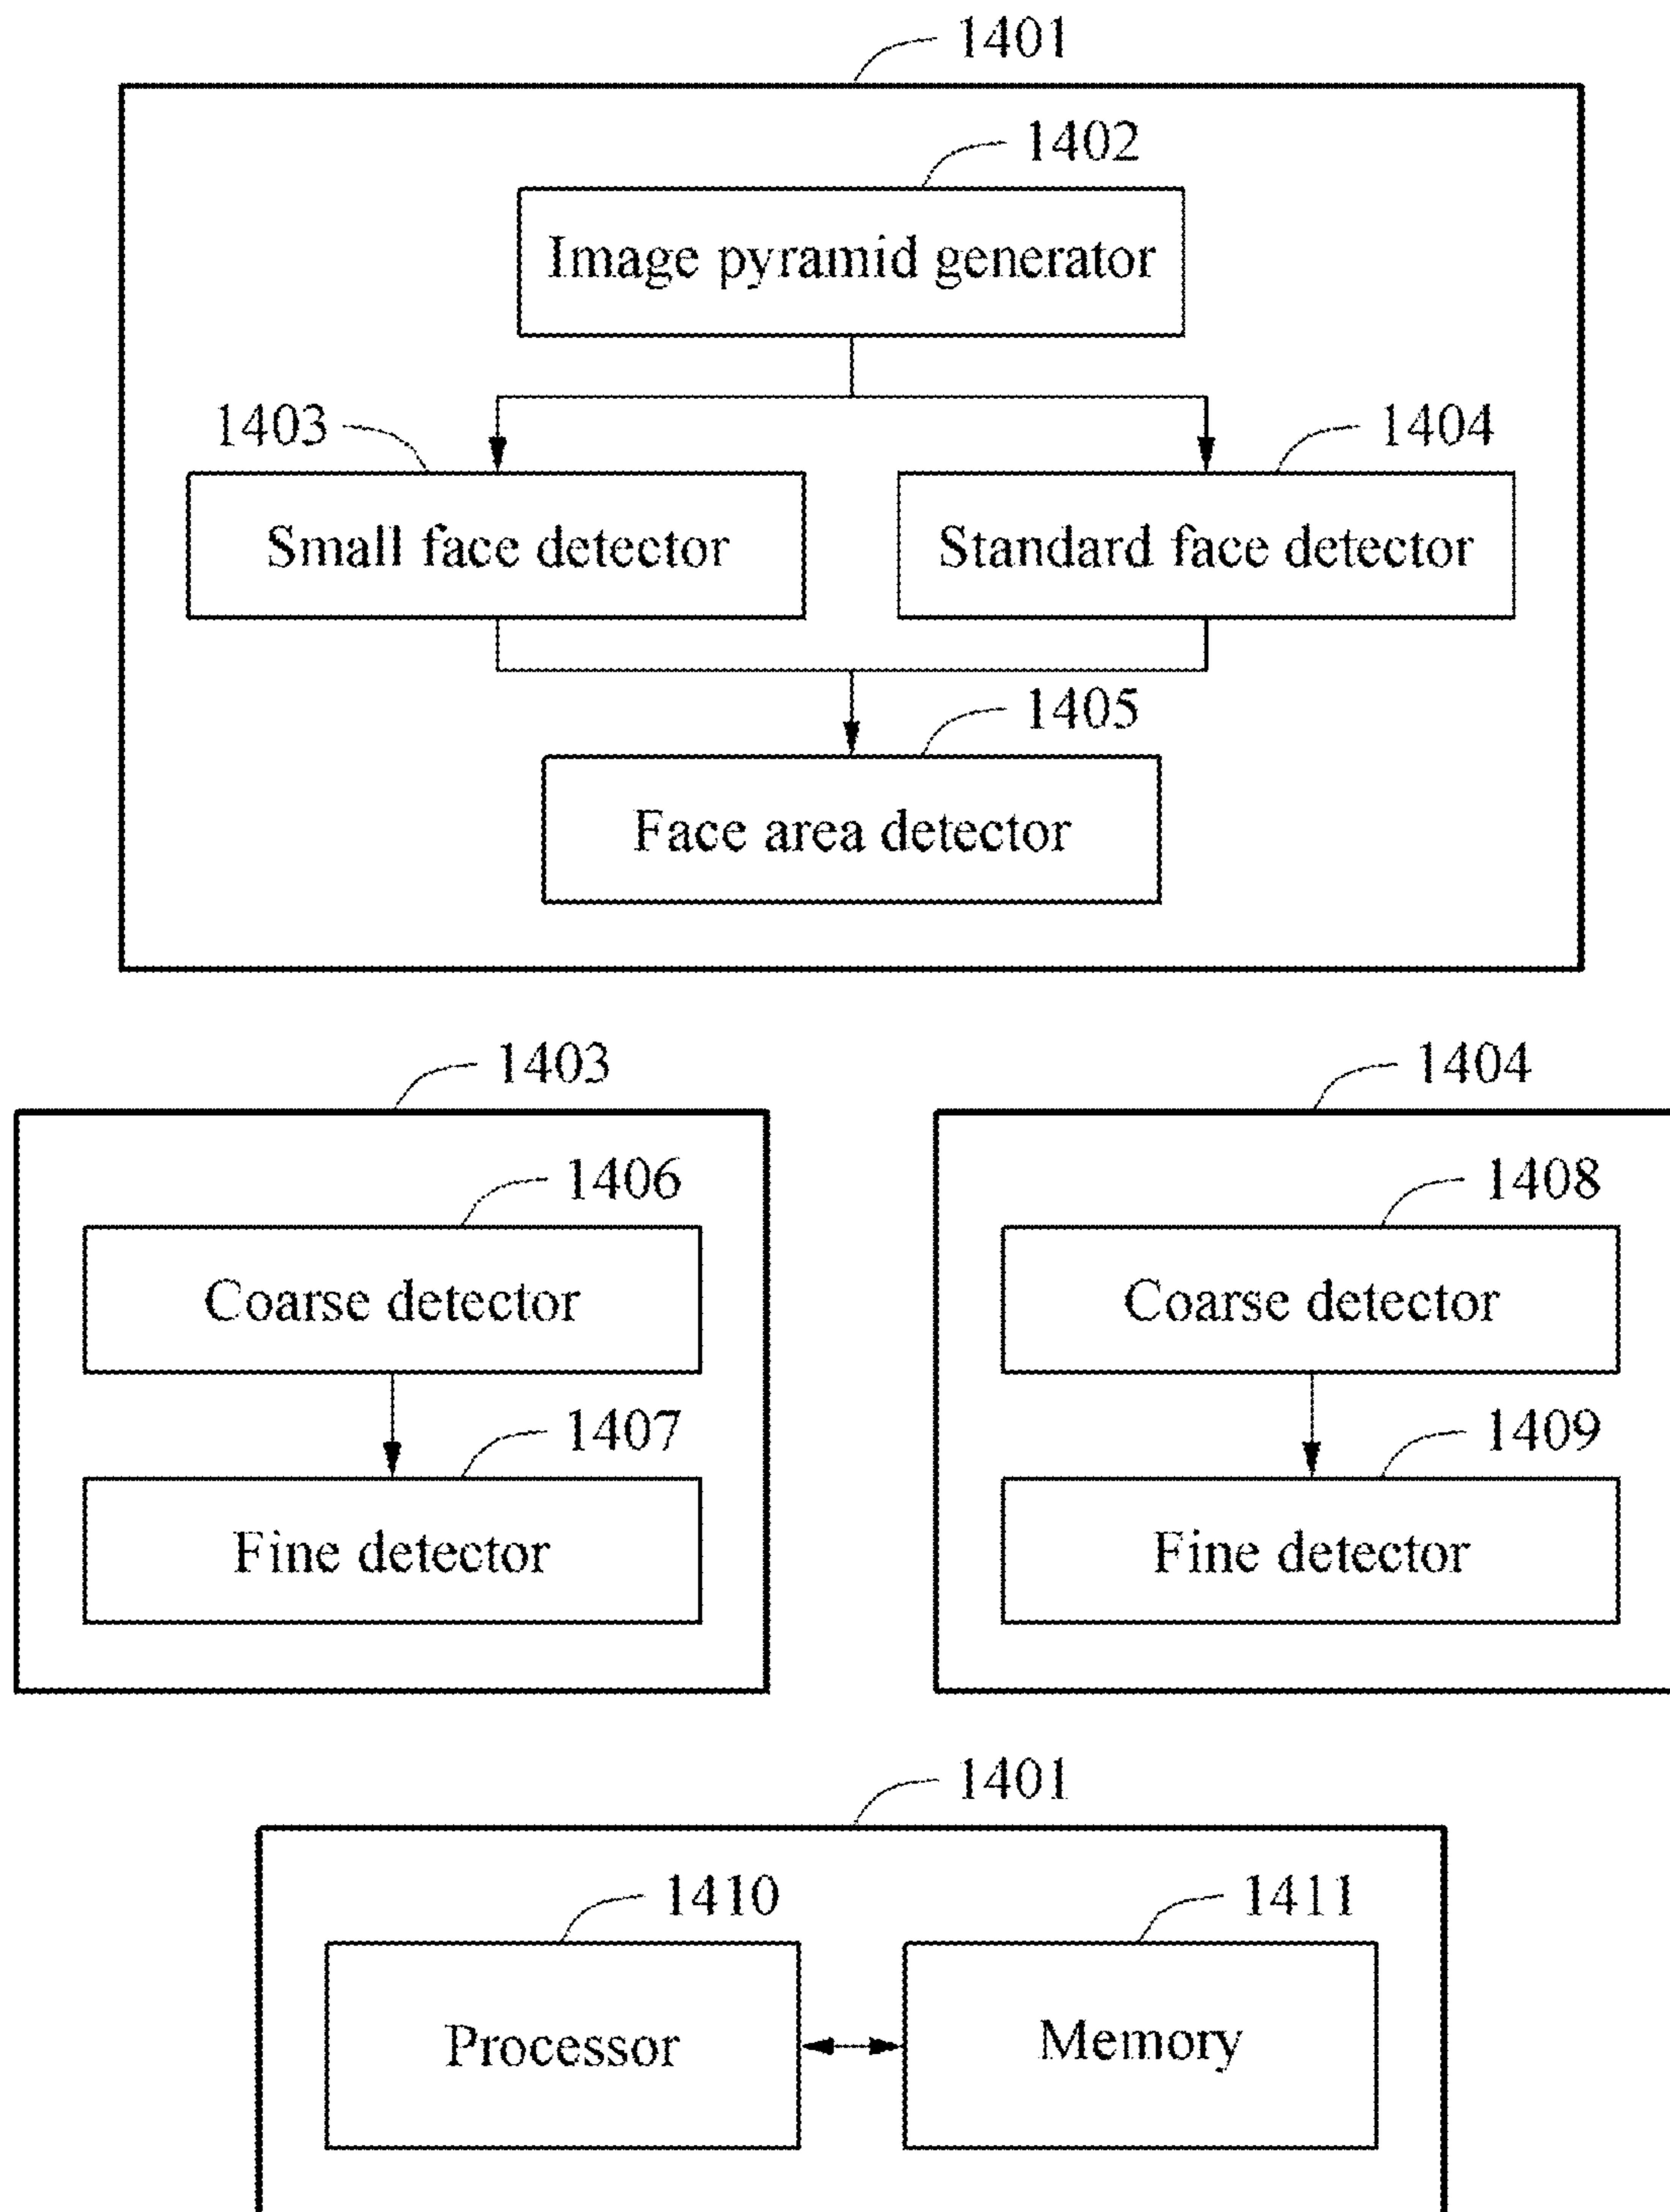 1401
1402
Image pyramid generator
1403
1404
Small face detector
Standard face detector
1405
Face area detector
1403
1404
1406
1408
Coarse detector
Coarse detector
1407
1409
Fine detector
Fine detector
1401
1410
1411
Processor
Memory